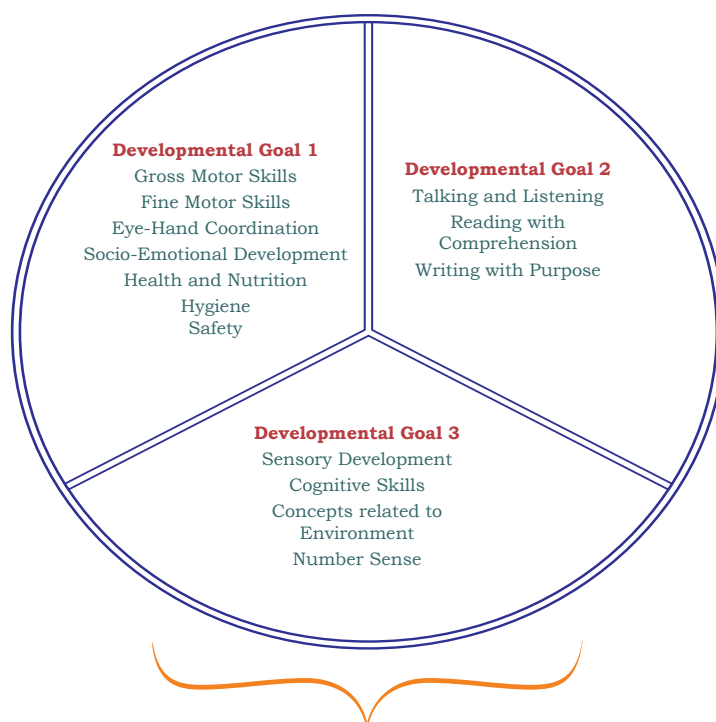 Developmental Goal 1
Gross Motor Skills
Fine Motor Skills
Eye-Hand Coordination
Socio-Emotional Development
Health and Nutrition
Hygiene
Safety
Developmental Goal 2
Talking and Listening
Reading with
Comprehension
Writing with Purpose
Developmental Goal 3
Sensory Development
Cognitive Skills
Concepts related to
Environment
Number Sense